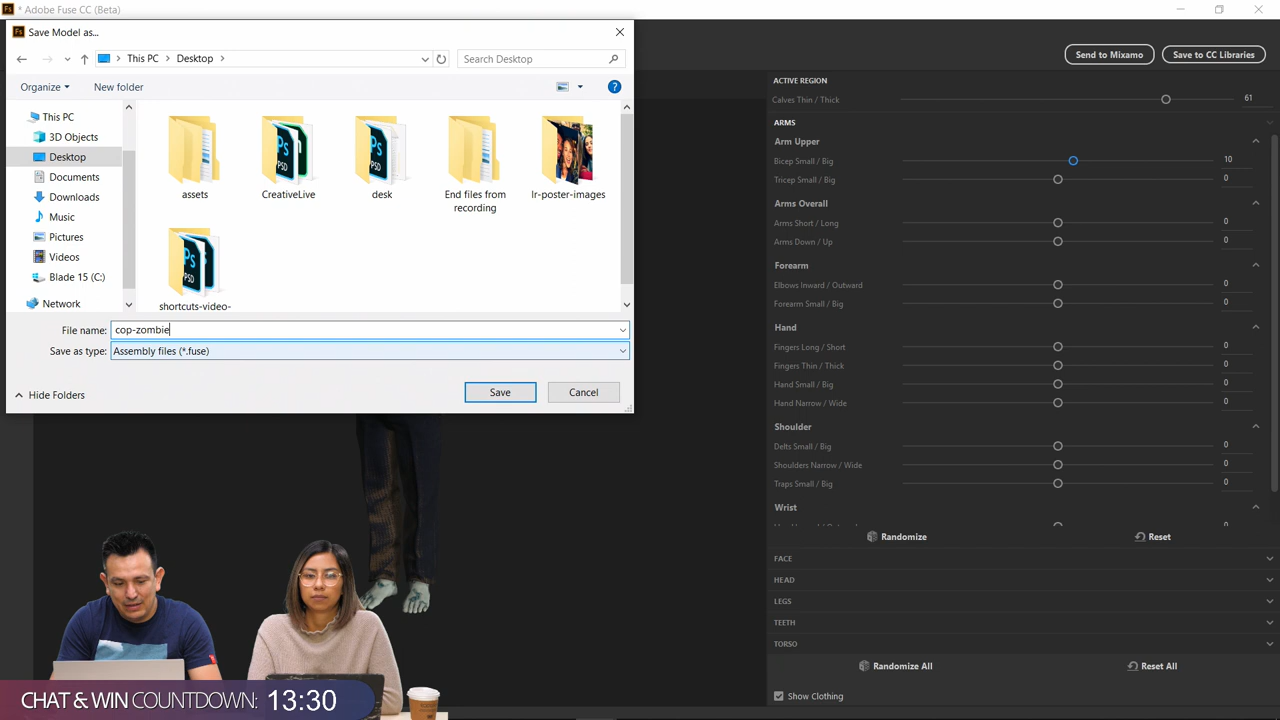 * Adobe Fuse CC (Beta)
Save Model as...
This PC > Desktop >
Search Desktop
Organize
New folder
This PC
3D Objects
Desktop
Documents
Downloads
Music
Pictures
Videos
Blade 15 (C:)
Network
assets
CreativeLive
desk
End files from
recording
lr-poster-images
shortcuts-video-
File name: cop-zombie
Save as type: Assembly files (*.fuse)
Hide Folders
Save
Cancel
Send to Mixamo
Save to CC Libraries
ACTIVE REGION
Calves Thin / Thick 61
ARMS
Arm Upper
Bicep Small / Big 10
Tricep Small / Big 0
Arms Overall
Arms Short / Long 0
Arms Down / Up 0
Forearm
Elbows Inward / Outward 0
Forearm Small / Big 0
Hand
Fingers Long / Short 0
Fingers Thin / Thick 0
Hand Small / Big 0
Hand Narrow / Wide 0
Shoulder
Delts Small / Big 0
Shoulders Narrow / Wide 0
Traps Small / Big 0
Wrist
Randomize
Reset
FACE
HEAD
LEGS
TEETH
TORSO
Randomize All
Reset All
Show Clothing
CHAT & WIN COUNTDOWN: 13:30